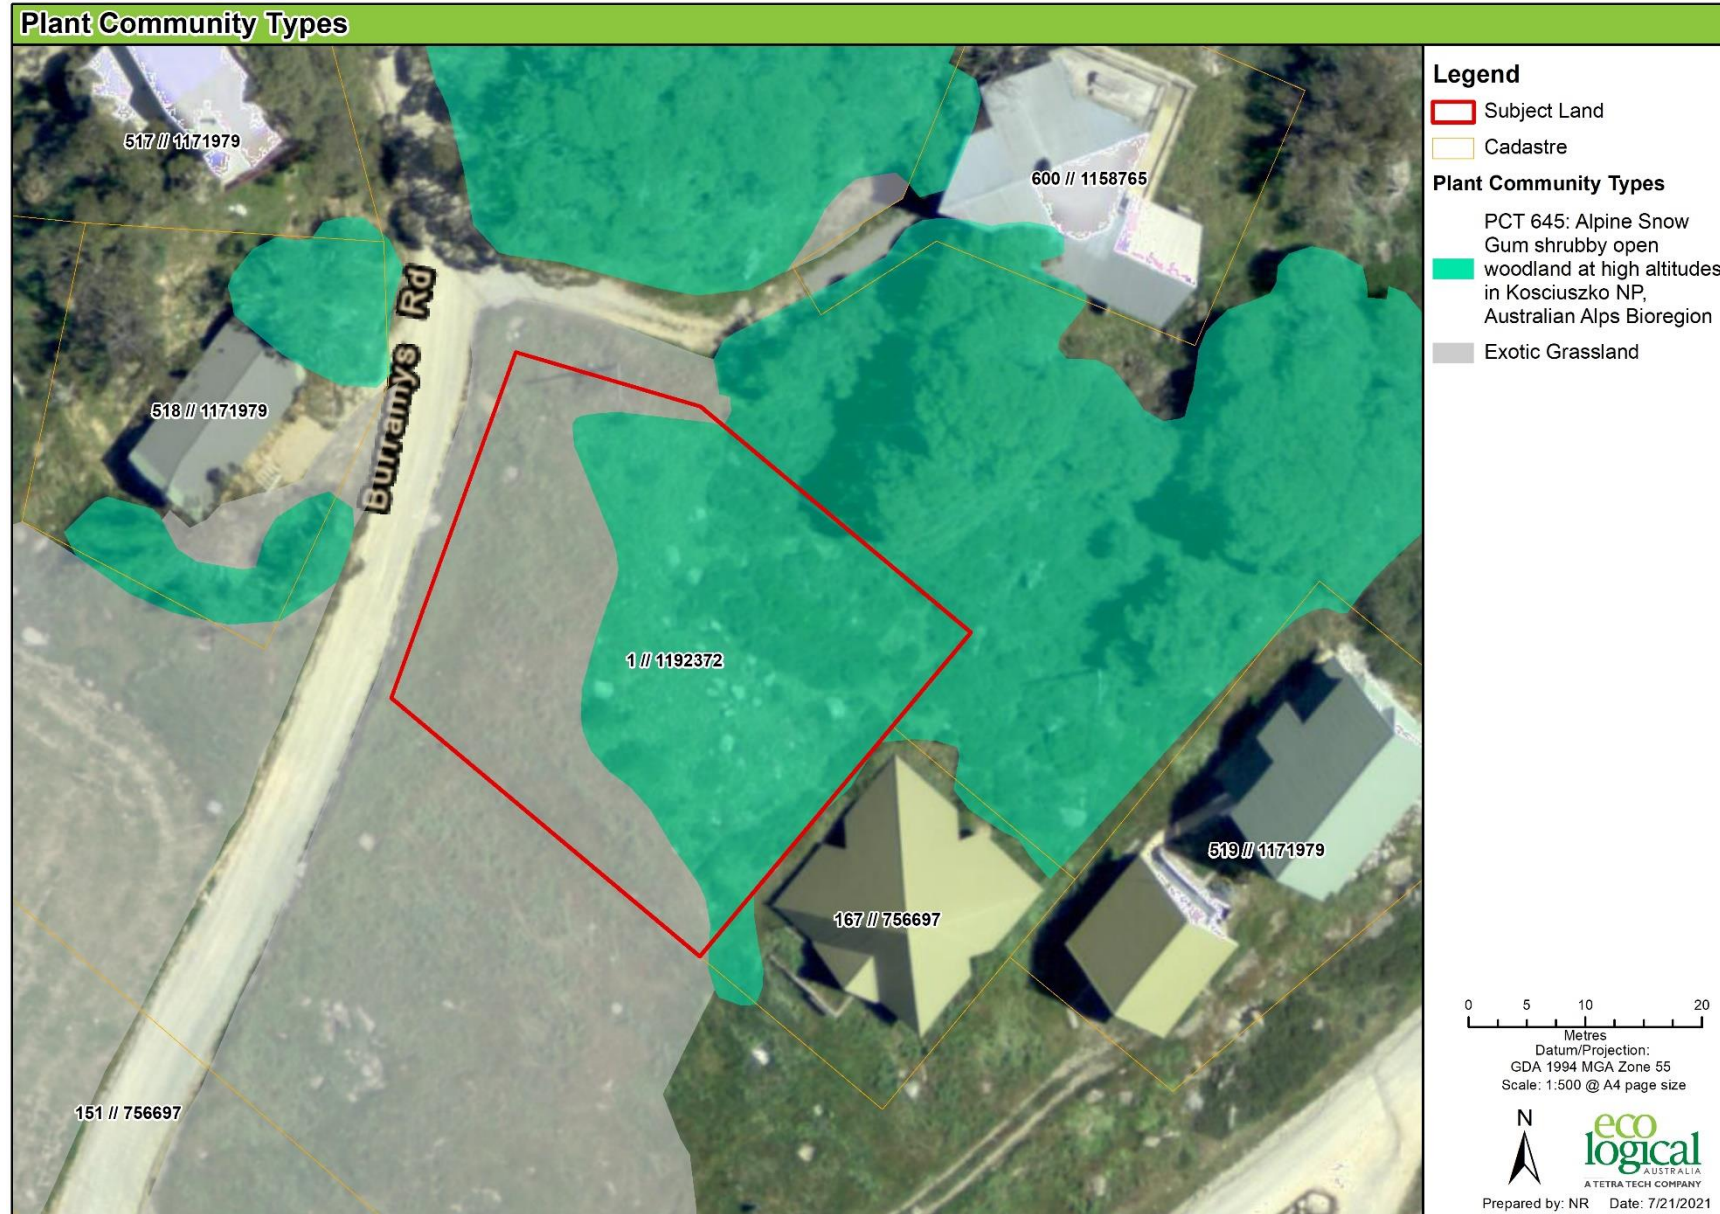 Plant Community Types
517 // 1171979
600 // 1158765
Burramys Rd
518 // 1171979
1 // 1192372
519 // 1171979
167 // 756697
151 // 756697
Legend
Subject Land
Cadastre
Plant Community Types
PCT 645: Alpine Snow
Gum shrubby open
woodland at high altitudes
in Kosciuszko NP,
Australian Alps Bioregion
Exotic Grassland
0 5 10 20
Metres
Datum/Projection:
GDA 1994 MGA Zone 55
Scale: 1:500 @ A4 page size
N
eco
logical
AUSTRALIA
A TETRA TECH COMPANY
Prepared by: NR Date: 7/21/2021